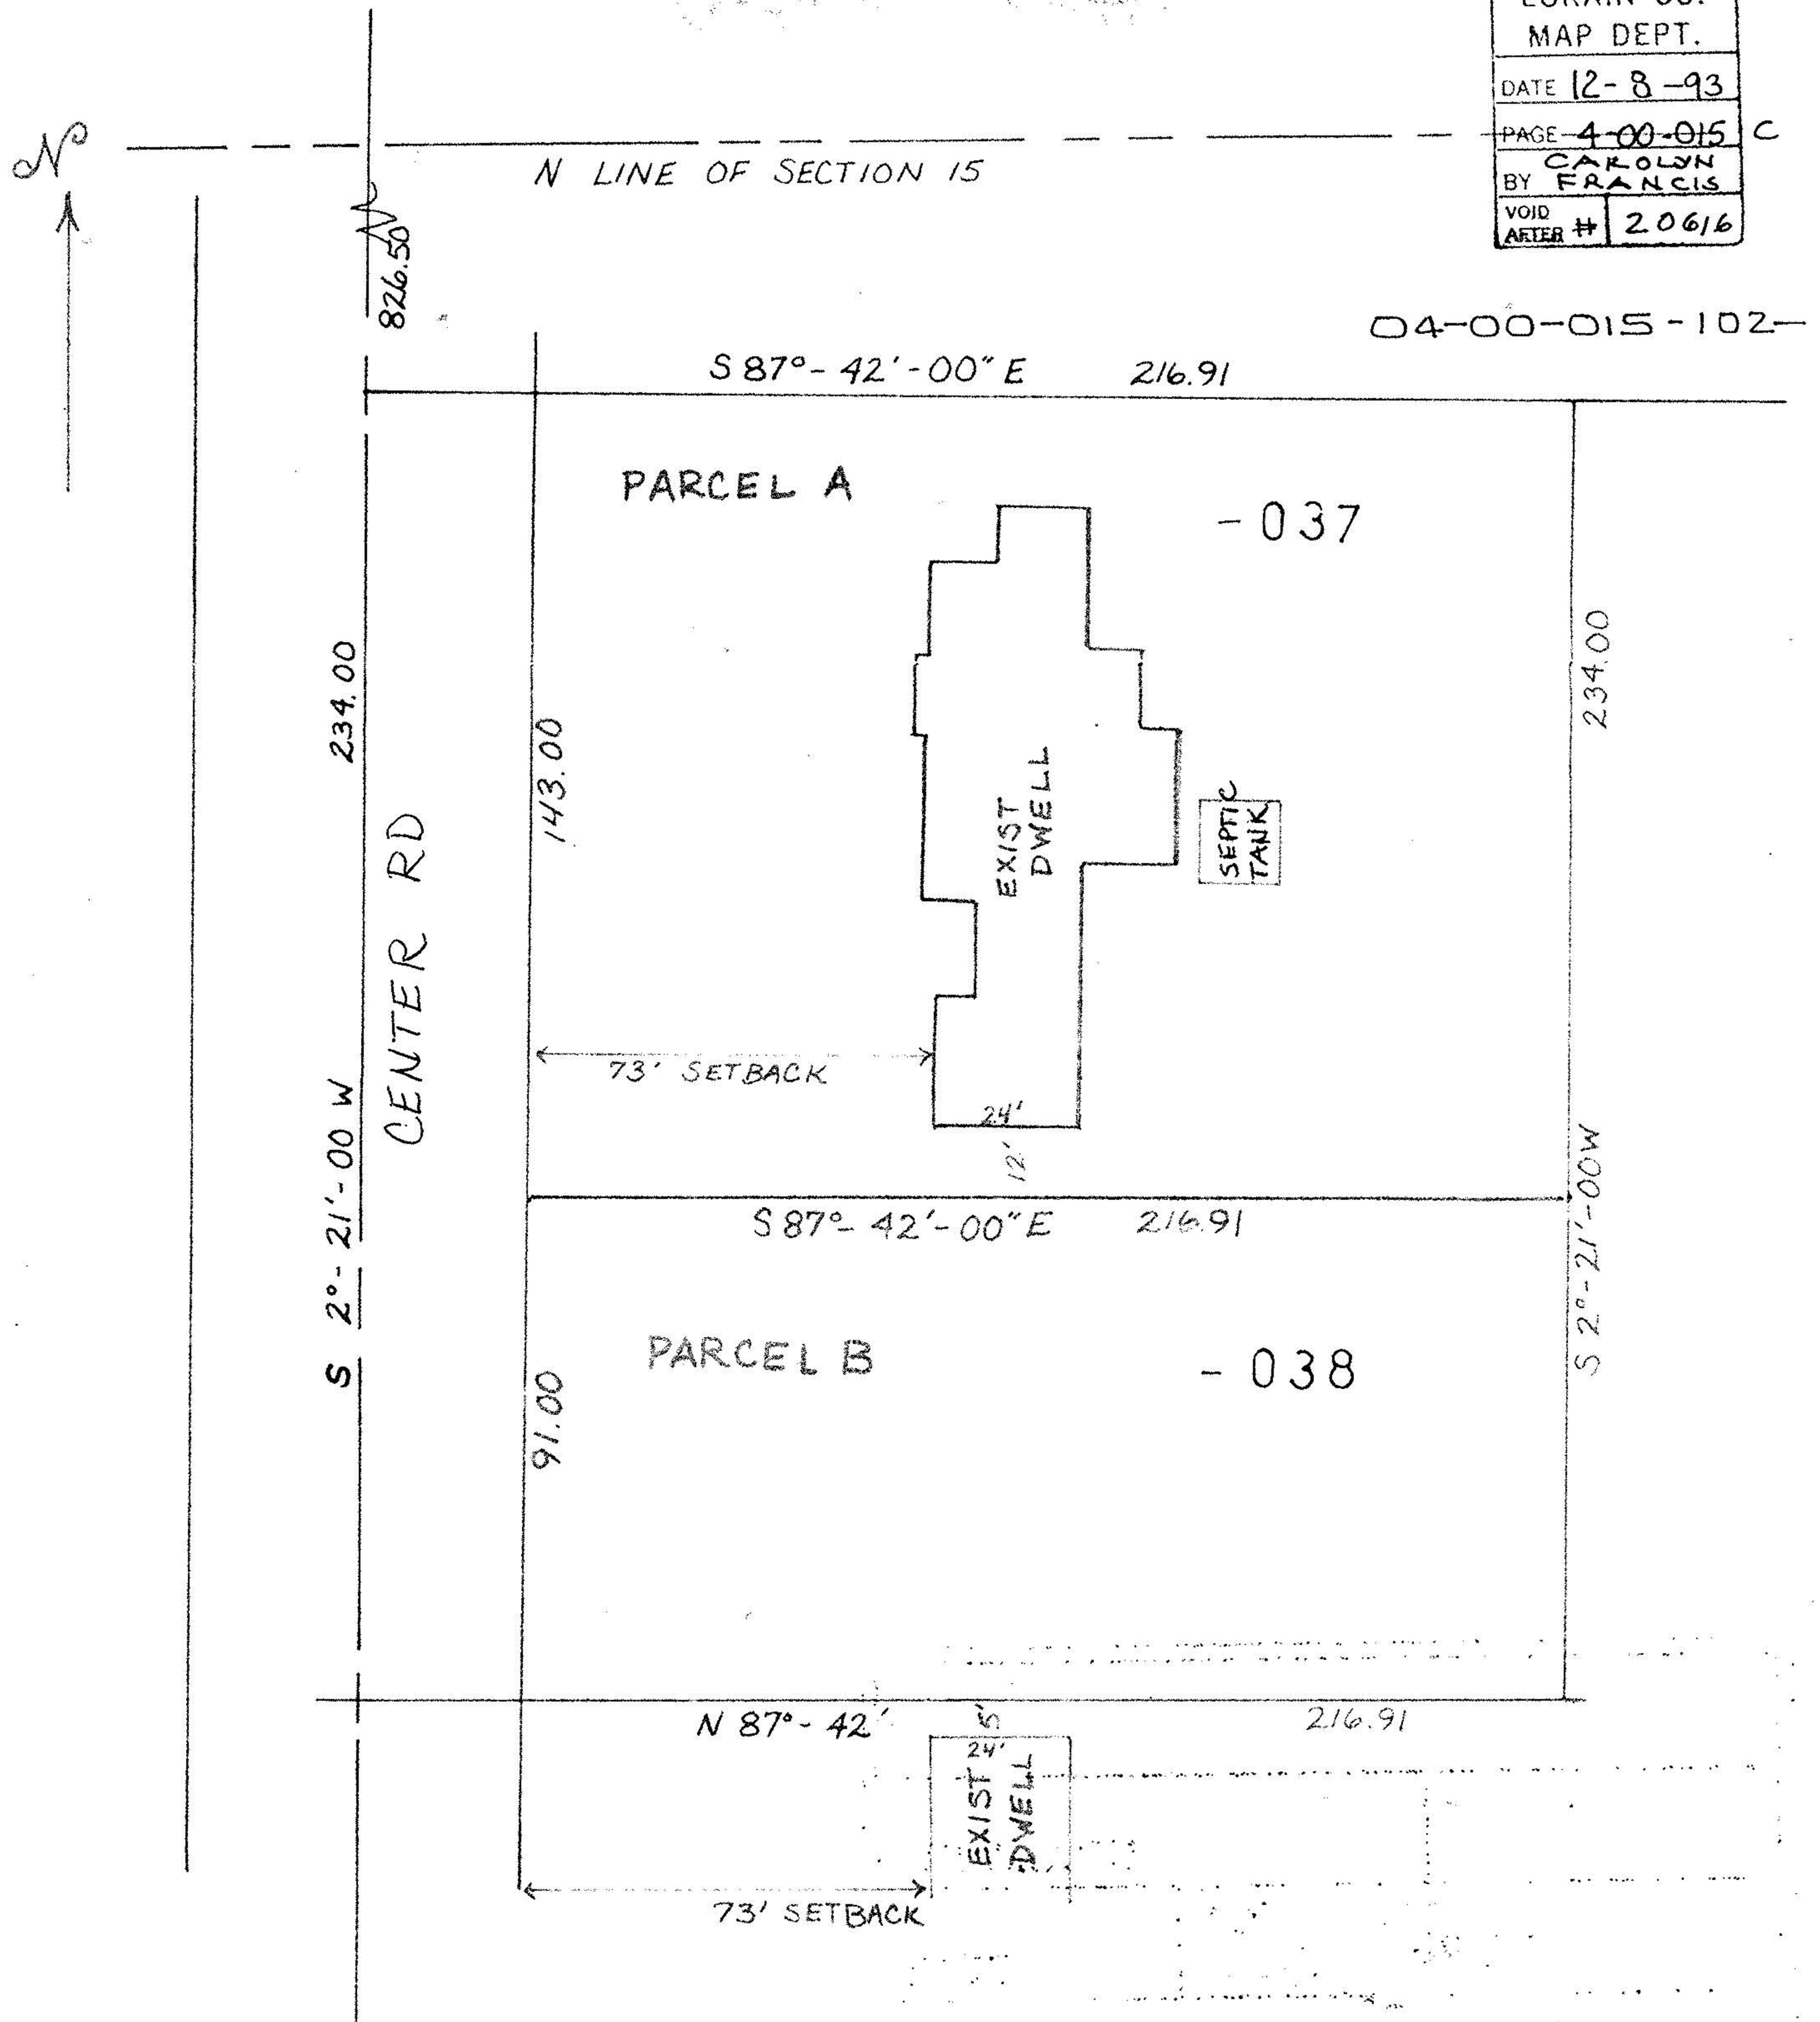 MAP DEPT.
DATE 12-8-93
PAGE 4-00-015 C
BY CAROLYN FRANCIS
VOID AFTER # 20616
N
N LINE OF SECTION 15
826.50
04-00-015-102-
S 87°-42'-00" E 216.91
PARCEL A
-037
234.00
143.00
234.00
EXIST
DWELL
SEPTIC
TANK
CENTER RD
73' SETBACK
24'
12'
S 2°-21'-00 W
S 87°-42'-00" E 216.91
S 2°-21'-00W
PARCEL B
-038
91.00
N 87°-42'
5'
216.91
24'
EXIST
DWELL
73' SETBACK